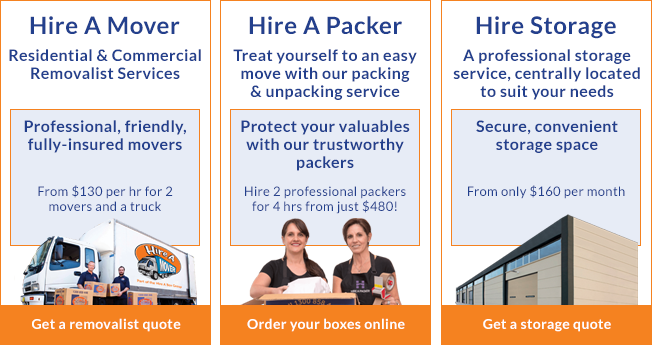 Hire A Mover
Residential & Commercial
Removalist Services
Professional, friendly,
fully-insured movers
From $130 per hr for 2
movers and a truck
Hire A
MOVER
Get a removalist quote
Hire A Packer
Treat yourself to an easy
move with our packing
& unpacking service
Protect your valuables
with our trustworthy
packers
Hire 2 professional packers
for 4 hrs from just $480!
Order your boxes online
Hire Storage
A professional storage
service, centrally located
to suit your needs
Secure, convenient
storage space
From only $160 per month
Get a storage quote